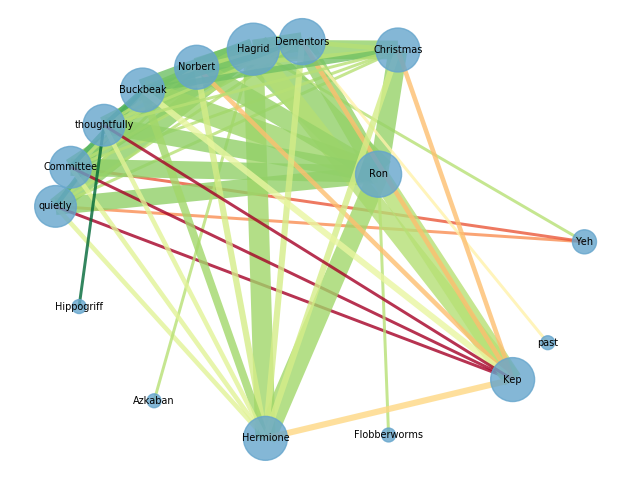 Dementors
Hagrid
Christmas
Norbert
Buckbeak
thoughtfully
Committee
Ron
quietly
Yeh
Hippogriff
past
Kep
Azkaban
Flobberworms
Hermione